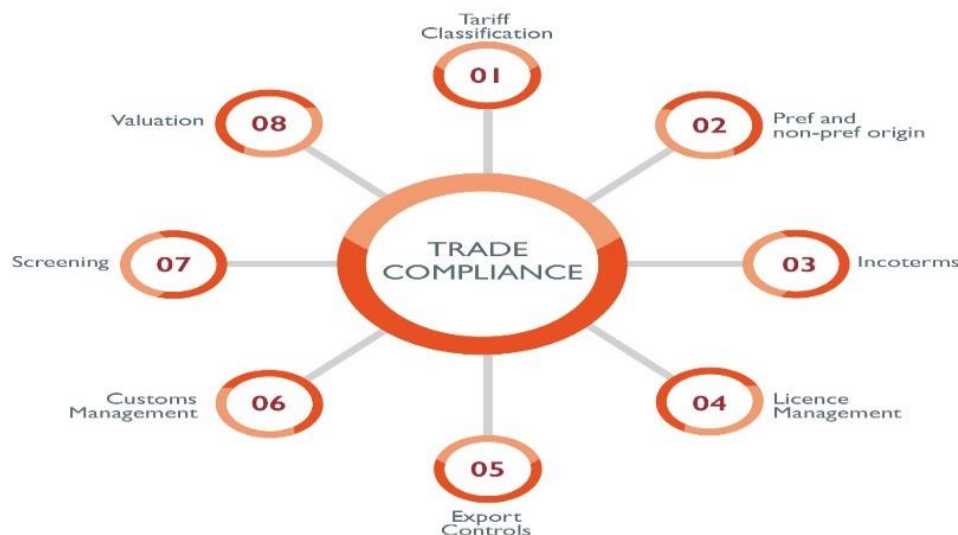 Tariff
Classification
01
02
Pref and
non-pref origin
03
Incoterms
04
Licence
Management
05
Export
Controls
06
Customs
Management
07
Screening
08
Valuation
TRADE
COMPLIANCE